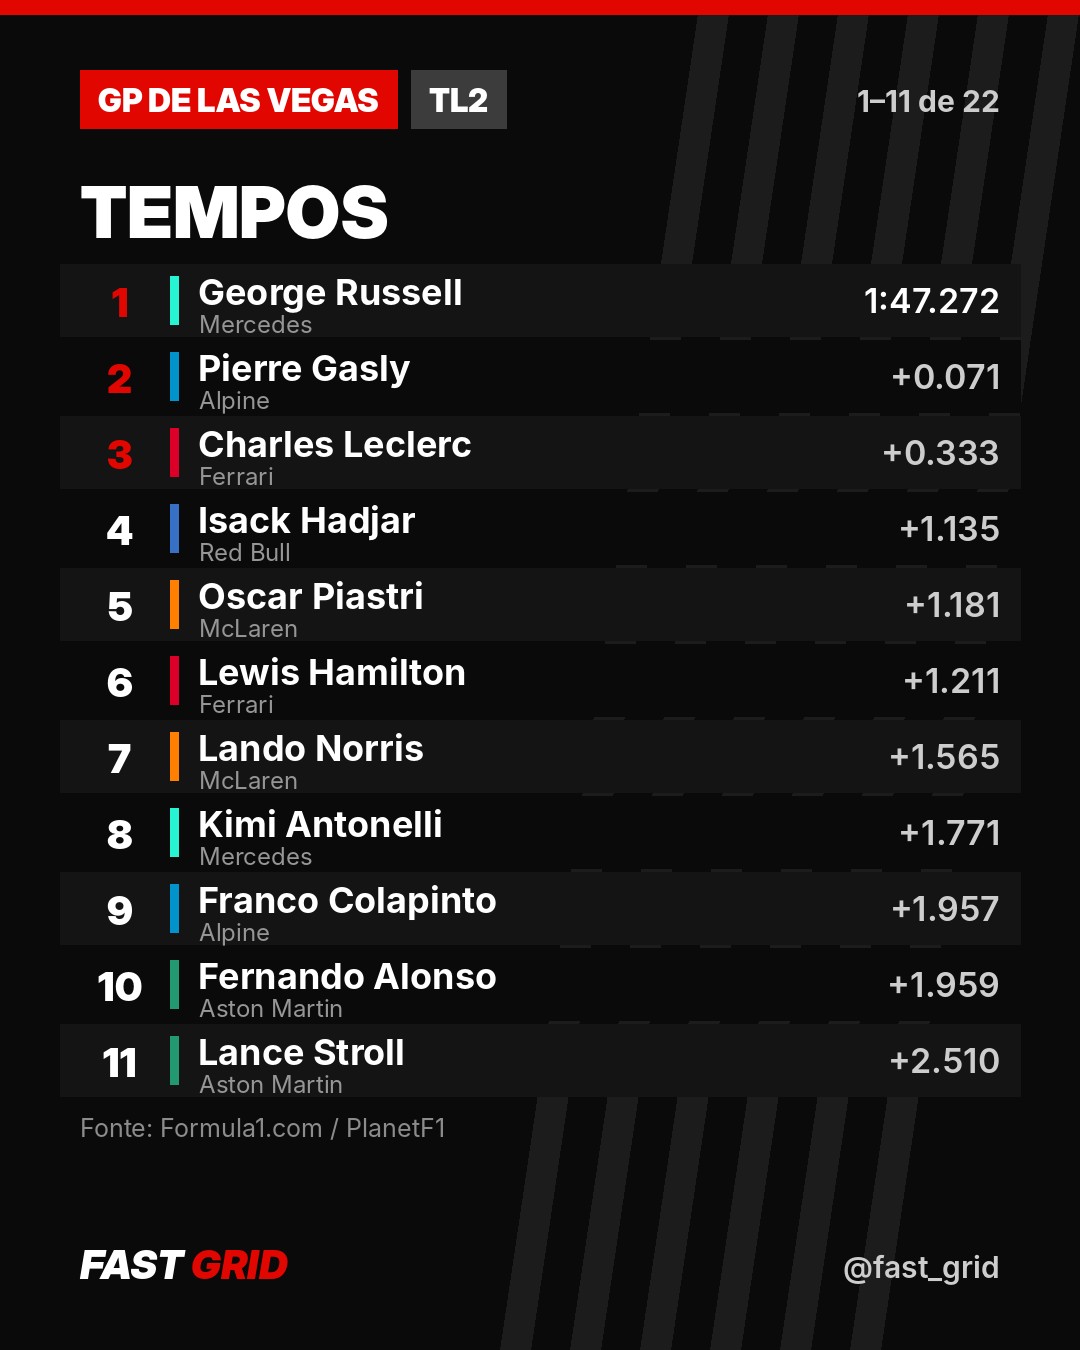 GP DE LAS VEGAS TL2 1–11 de 22
TEMPOS
1 George Russell 1:47.272
Mercedes
2 Pierre Gasly +0.071
Alpine
3 Charles Leclerc +0.333
Ferrari
4 Isack Hadjar +1.135
Red Bull
5 Oscar Piastri +1.181
McLaren
6 Lewis Hamilton +1.211
Ferrari
7 Lando Norris +1.565
McLaren
8 Kimi Antonelli +1.771
Mercedes
9 Franco Colapinto +1.957
Alpine
10 Fernando Alonso +1.959
Aston Martin
11 Lance Stroll +2.510
Aston Martin
Fonte: Formula1.com / PlanetF1
FAST GRID @fast_grid